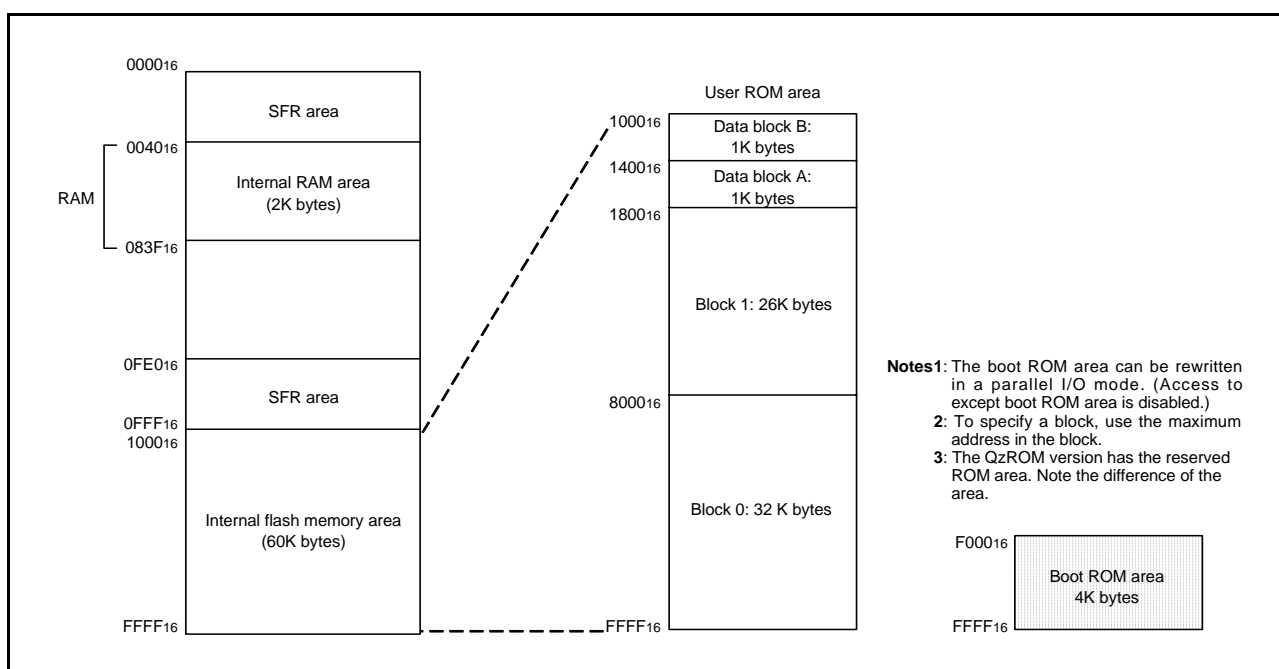 000016
SFR area
004016
RAM
Internal RAM area
(2K bytes)
083F16
0FE016
SFR area
0FFF16
100016
Internal flash memory area
(60K bytes)
FFFF16
User ROM area
100016
Data block B:
1K bytes
140016
Data block A:
1K bytes
180016
Block 1: 26K bytes
800016
Block 0: 32 K bytes
FFFF16
Notes1: The boot ROM area can be rewritten
in a parallel I/O mode. (Access to
except boot ROM area is disabled.)
2: To specify a block, use the maximum
address in the block.
3: The QzROM version has the reserved
ROM area. Note the difference of the
area.
F00016
Boot ROM area
4K bytes
FFFF16